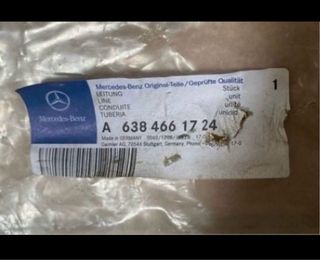 Mercedes-Benz Original-Teile/Geprüfte Qualität
LEITUNG
LINE
CONDUITE
TUBERIA
Stück
unit
unité
unidad
1
Mercedes-Benz
A 638 466 17 24
Made in GERMANY
Daimler AG, 70546 Stuttgart, Germany, Phone